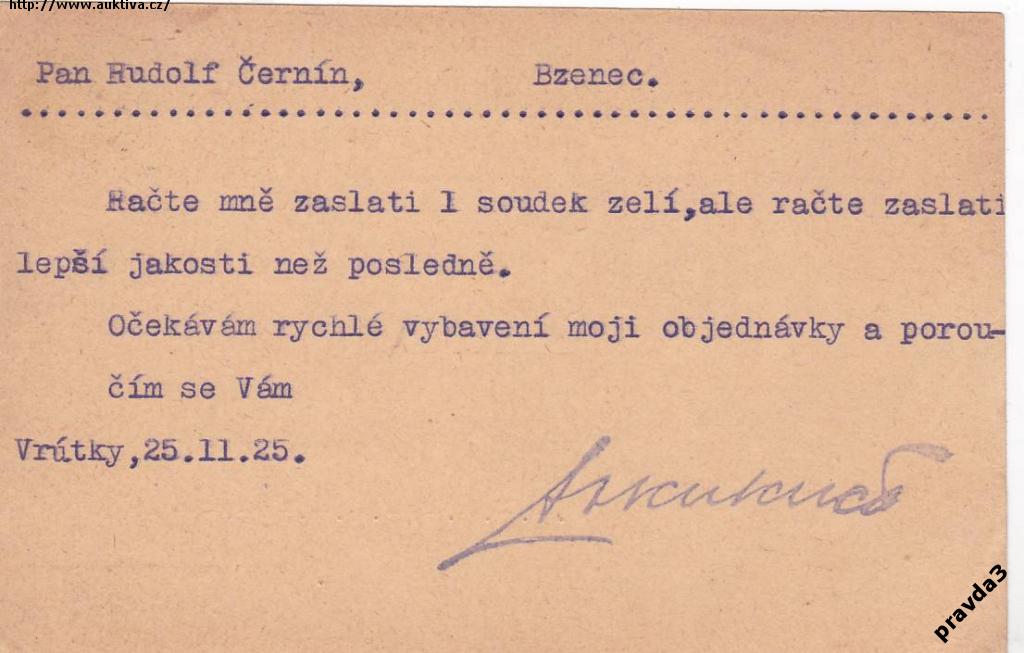 http://www.auktiva.cz/
Pan Rudolf Černín, Bzenec.
Račte mně zaslati 1 soudek zelí,ale račte zaslati
lepší jakosti než posledně.
Očekávám rychlé vybavení moji objednávky a porou-
čím se Vám
Vrútky,25.11.25.
pravda3